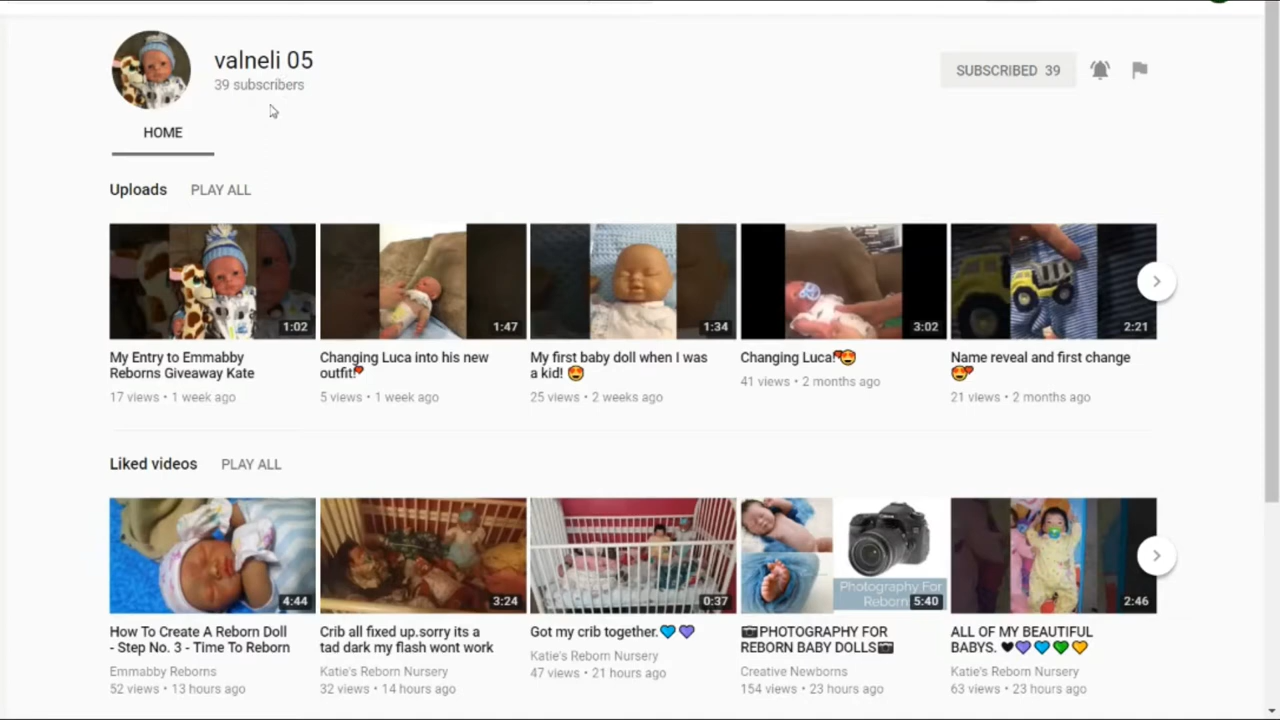 valneli 05
39 subscribers
SUBSCRIBED 39
HOME
Uploads PLAY ALL
1:02
1:47
1:34
3:02
2:21
My Entry to Emmabby
Reborns Giveaway Kate
17 views • 1 week ago
Changing Luca into his new
outfit!
5 views • 1 week ago
My first baby doll when I was
a kid! 😍
25 views • 2 weeks ago
Changing Luca!😍
41 views • 2 months ago
Name reveal and first change
😍
21 views • 2 months ago
Liked videos PLAY ALL
4:44
3:24
0:37
Photography For
Reborn
5:40
2:46
How To Create A Reborn Doll
- Step No. 3 - Time To Reborn
Emmabby Reborns
52 views • 13 hours ago
Crib all fixed up.sorry its a
tad dark my flash wont work
Katie's Reborn Nursery
32 views • 14 hours ago
Got my crib together.💙💜
Katie's Reborn Nursery
47 views • 21 hours ago
📷PHOTOGRAPHY FOR
REBORN BABY DOLLS📷
Creative Newborns
154 views • 23 hours ago
ALL OF MY BEAUTIFUL
BABYS. 🖤💜💙💚💛
Katie's Reborn Nursery
63 views • 23 hours ago